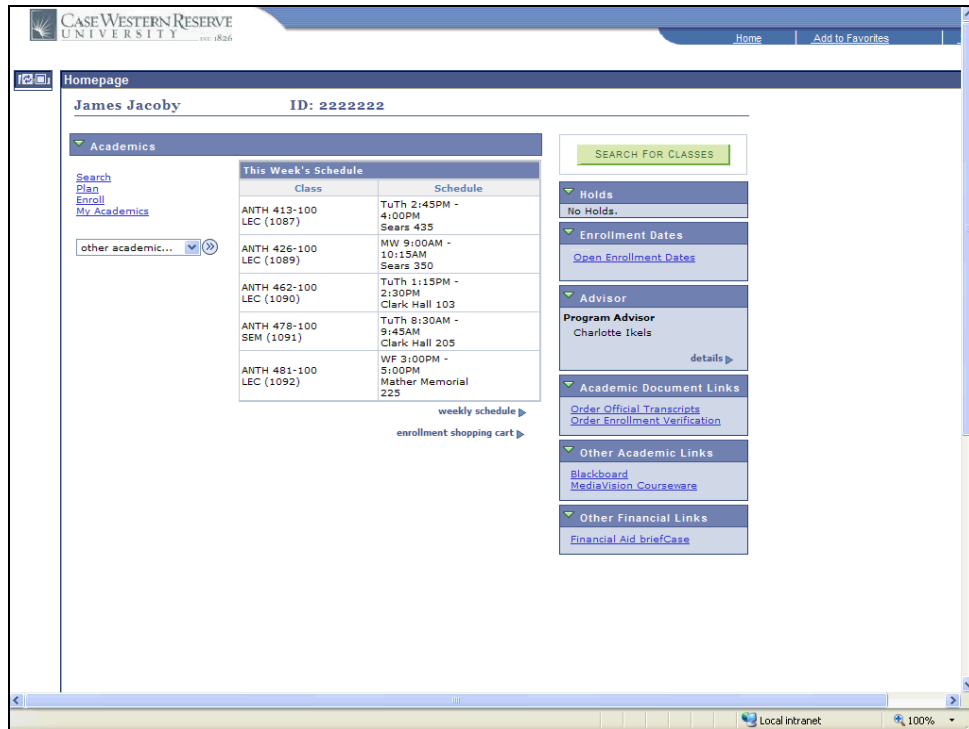 CASE WESTERN RESERVE
UNIVERSITY EST. 1826
Home
Add to Favorites
Homepage
James Jacoby ID: 2222222
Academics
Search
Plan
Enroll
My Academics
other academic...
This Week's Schedule
Class Schedule
ANTH 413-100
LEC (1087)
TuTh 2:45PM -
4:00PM
Sears 435
ANTH 426-100
LEC (1089)
MW 9:00AM -
10:15AM
Sears 350
ANTH 462-100
LEC (1090)
TuTh 1:15PM -
2:30PM
Clark Hall 103
ANTH 478-100
SEM (1091)
TuTh 8:30AM -
9:45AM
Clark Hall 205
ANTH 481-100
LEC (1092)
WF 3:00PM -
5:00PM
Mather Memorial
225
weekly schedule
enrollment shopping cart
SEARCH FOR CLASSES
Holds
No Holds.
Enrollment Dates
Open Enrollment Dates
Advisor
Program Advisor
Charlotte Ikels
details
Academic Document Links
Order Official Transcripts
Order Enrollment Verification
Other Academic Links
Blackboard
MediaVision Courseware
Other Financial Links
Financial Aid briefCase
Local intranet
100%